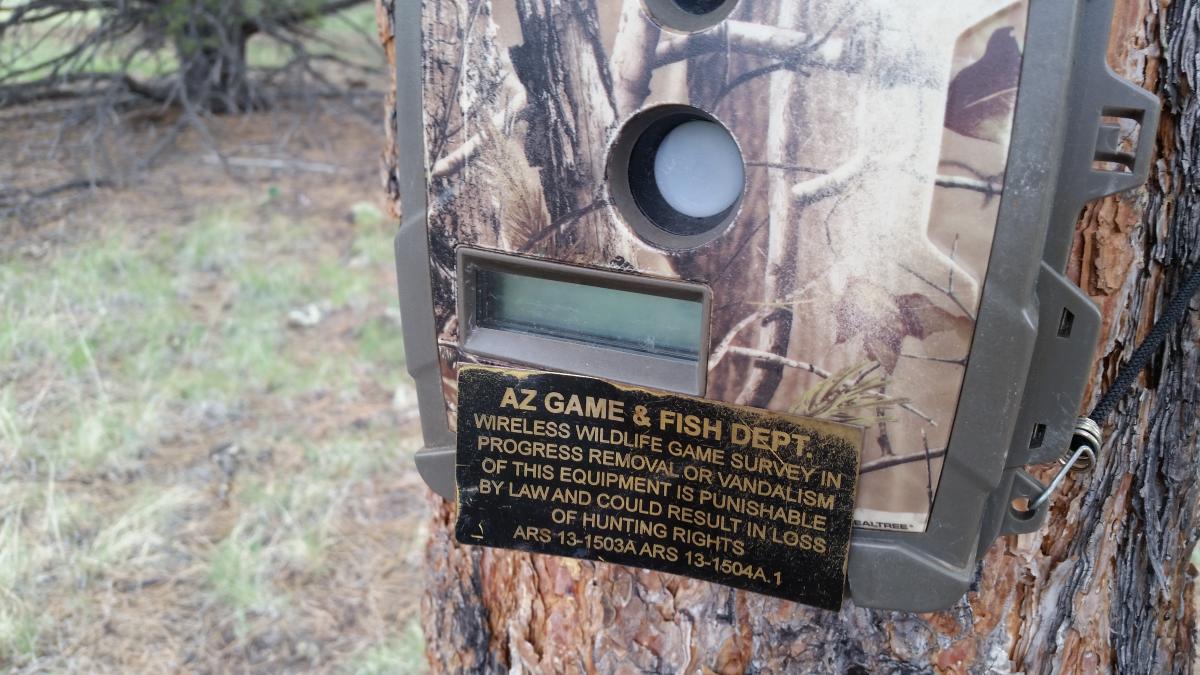 AZ GAME & FISH DEPT.
WIRELESS WILDLIFE GAME SURVEY IN
PROGRESS REMOVAL OR VANDALISM
OF THIS EQUIPMENT IS PUNISHABLE
BY LAW AND COULD RESULT IN LOSS
OF HUNTING RIGHTS
ARS 13-1503A ARS 13-1504A.1
EALTREE